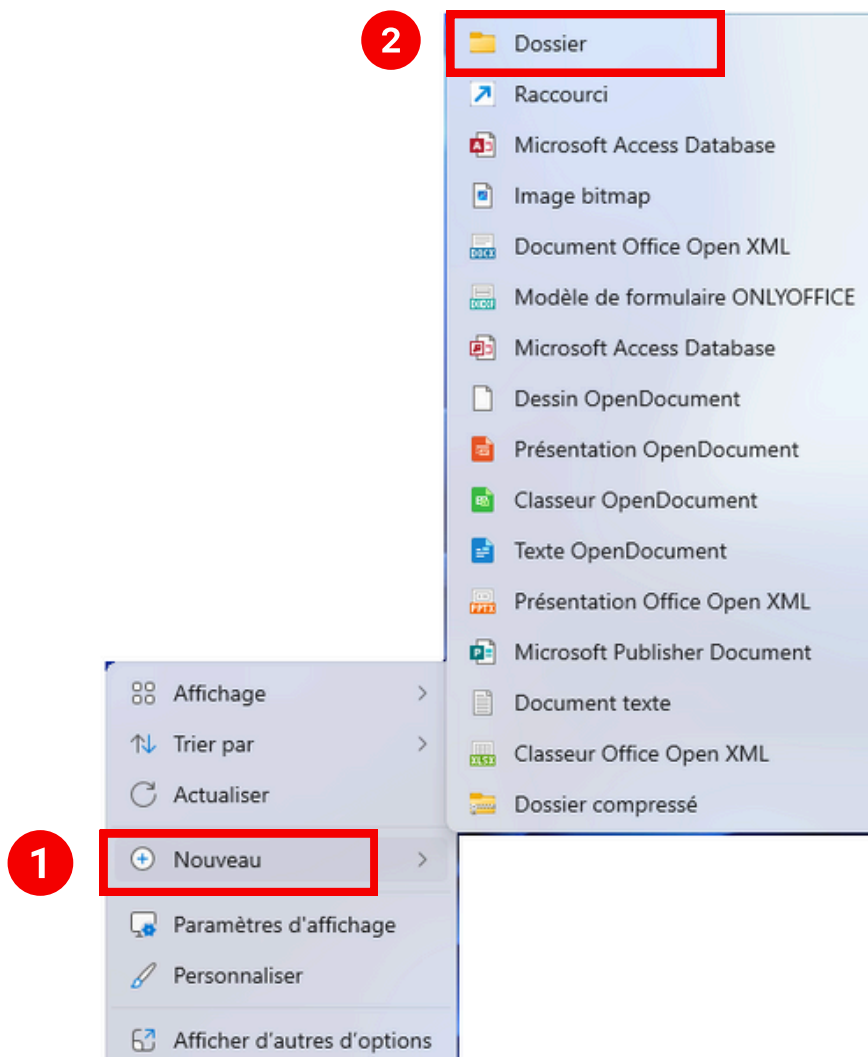 2
Dossier
Raccourci
Microsoft Access Database
Image bitmap
Document Office Open XML
Modèle de formulaire ONLYOFFICE
Microsoft Access Database
Dessin OpenDocument
Présentation OpenDocument
Classeur OpenDocument
Texte OpenDocument
Présentation Office Open XML
Microsoft Publisher Document
Document texte
Classeur Office Open XML
Dossier compressé
Affichage
Trier par
Actualiser
1
Nouveau
Paramètres d'affichage
Personnaliser
Afficher d'autres d'options